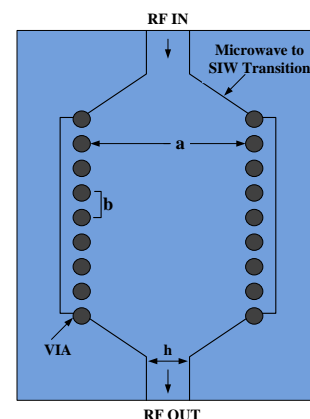 RF IN
Microwave to
SIW Transition
a
b
h
VIA
RF OUT